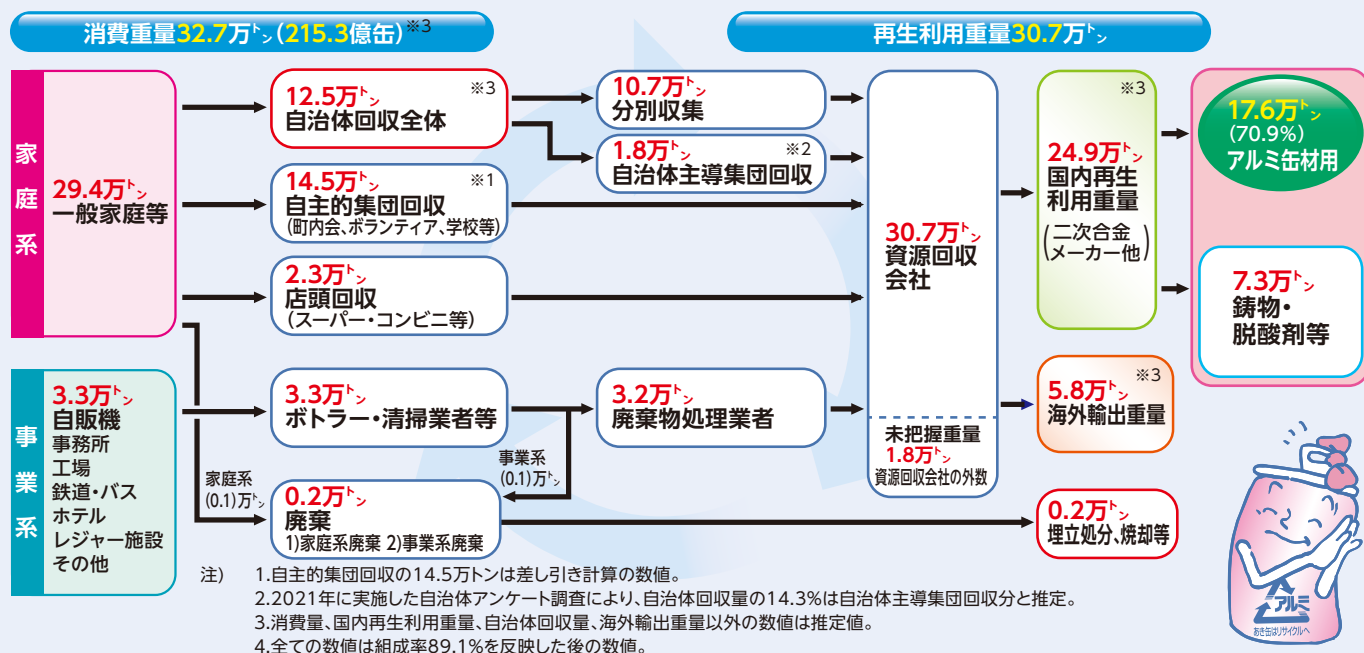 消費重量32.7万トン(215.3億缶)※3
再生利用重量30.7万トン
家庭系
29.4万トン
一般家庭等
12.5万トン ※3
自治体回収全体
14.5万トン ※1
自主的集団回収
(町内会、ボランティア、学校等)
2.3万トン
店頭回収
(スーパー・コンビニ等)
10.7万トン
分別収集
1.8万トン ※2
自治体主導集団回収
30.7万トン
資源回収
会社
未把握重量
1.8万トン
資源回収会社の外数
※3
24.9万トン
国内再生
利用重量
(二次合金
メーカー他)
17.6万トン
(70.9%)
アルミ缶材用
7.3万トン
鋳物・
脱酸剤等
事業系
3.3万トン
自販機
事務所
工場
鉄道・バス
ホテル
レジャー施設
その他
3.3万トン
ボトラー・清掃業者等
3.2万トン
廃棄物処理業者
※3
5.8万トン
海外輸出重量
家庭系
(0.1)万トン
事業系
(0.1)万トン
0.2万トン
廃棄
1)家庭系廃棄 2)事業系廃棄
0.2万トン
埋立処分、焼却等
注) 1.自主的集団回収の14.5万トンは差し引き計算の数値。
2.2021年に実施した自治体アンケート調査により、自治体回収量の14.3%は自治体主導集団回収分と推定。
3.消費量、国内再生利用重量、自治体回収量、海外輸出重量以外の数値は推定値。
4.全ての数値は組成率89.1%を反映した後の数値。
アルミ
あき缶はリサイクルへ